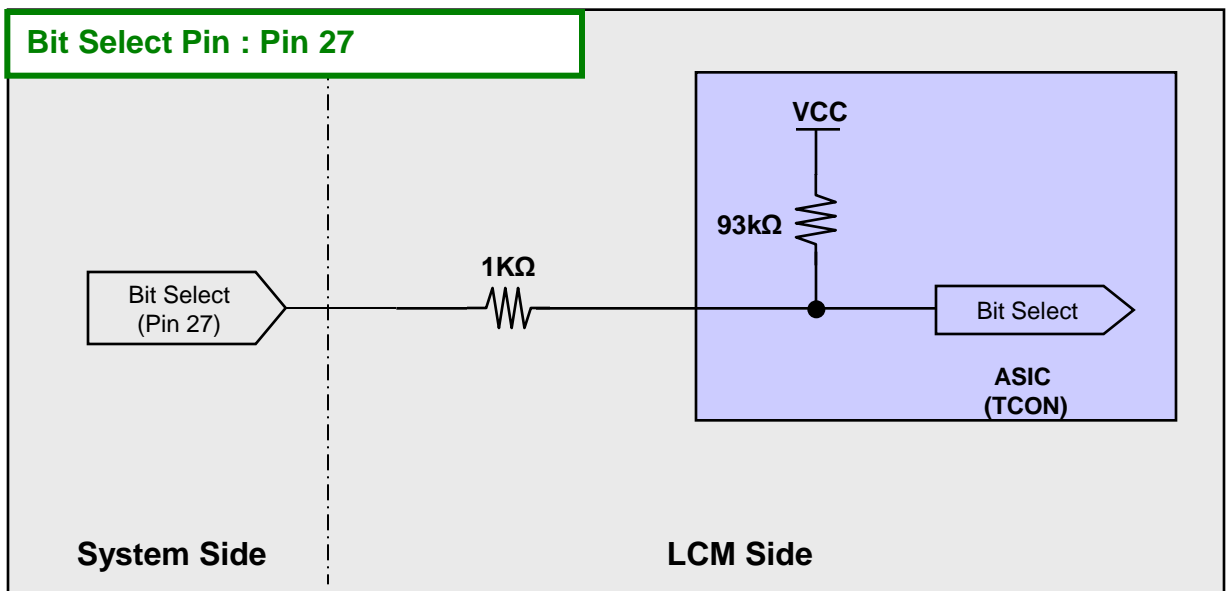 Bit Select Pin : Pin 27
VCC
93kΩ
1KΩ
Bit Select
(Pin 27)
Bit Select
ASIC
(TCON)
System Side
LCM Side